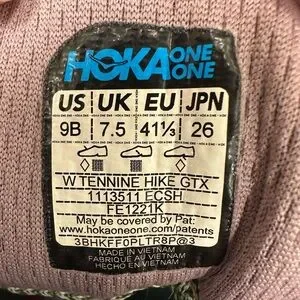 HOKA ONE ONE
US UK EU JPN
9B 7.5 41⅓ 26
W TENNINE HIKE GTX
1113511 ECSH
FE1221K
May be covered by Pat:
www.hokaoneone.com/patents
3BHKFF0PLTR8P@3
MADE IN VIETNAM
FABRIQUÉ AU VIETNAM
HECHO EN VIETNAM